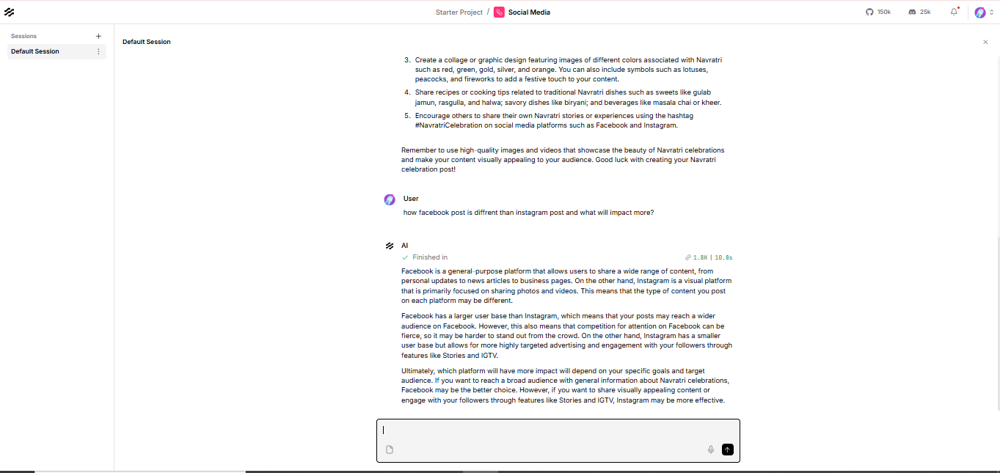 Starter Project / Social Media
150k
25k
Sessions
Default Session
Default Session
3. Create a collage or graphic design featuring images of different colors associated with Navratri
such as red, green, gold, silver, and orange. You can also include symbols such as lotuses,
peacocks, and fireworks to add a festive touch to your content.
4. Share recipes or cooking tips related to traditional Navratri dishes such as sweets like gulab
jamun, rasgulla, and halwa; savory dishes like biryani; and beverages like masala chai or kheer.
5. Encourage others to share their own Navratri stories or experiences using the hashtag
#NavratriCelebration on social media platforms such as Facebook and Instagram.
Remember to use high-quality images and videos that showcase the beauty of Navratri celebrations
and make your content visually appealing to your audience. Good luck with creating your Navratri
celebration post!
User
how facebook post is diffrent than instagram post and what will impact more?
AI
Finished in
1.8K | 10.8s
Facebook is a general-purpose platform that allows users to share a wide range of content, from
personal updates to news articles to business pages. On the other hand, Instagram is a visual platform
that is primarily focused on sharing photos and videos. This means that the type of content you post
on each platform may be different.
Facebook has a larger user base than Instagram, which means that your posts may reach a wider
audience on Facebook. However, this also means that competition for attention on Facebook can be
fierce, so it may be harder to stand out from the crowd. On the other hand, Instagram has a smaller
user base but allows for more highly targeted advertising and engagement with your followers through
features like Stories and IGTV.
Ultimately, which platform will have more impact will depend on your specific goals and target
audience. If you want to reach a broad audience with general information about Navratri celebrations,
Facebook may be the better choice. However, if you want to share visually appealing content or
engage with your followers through features like Stories and IGTV, Instagram may be more effective.